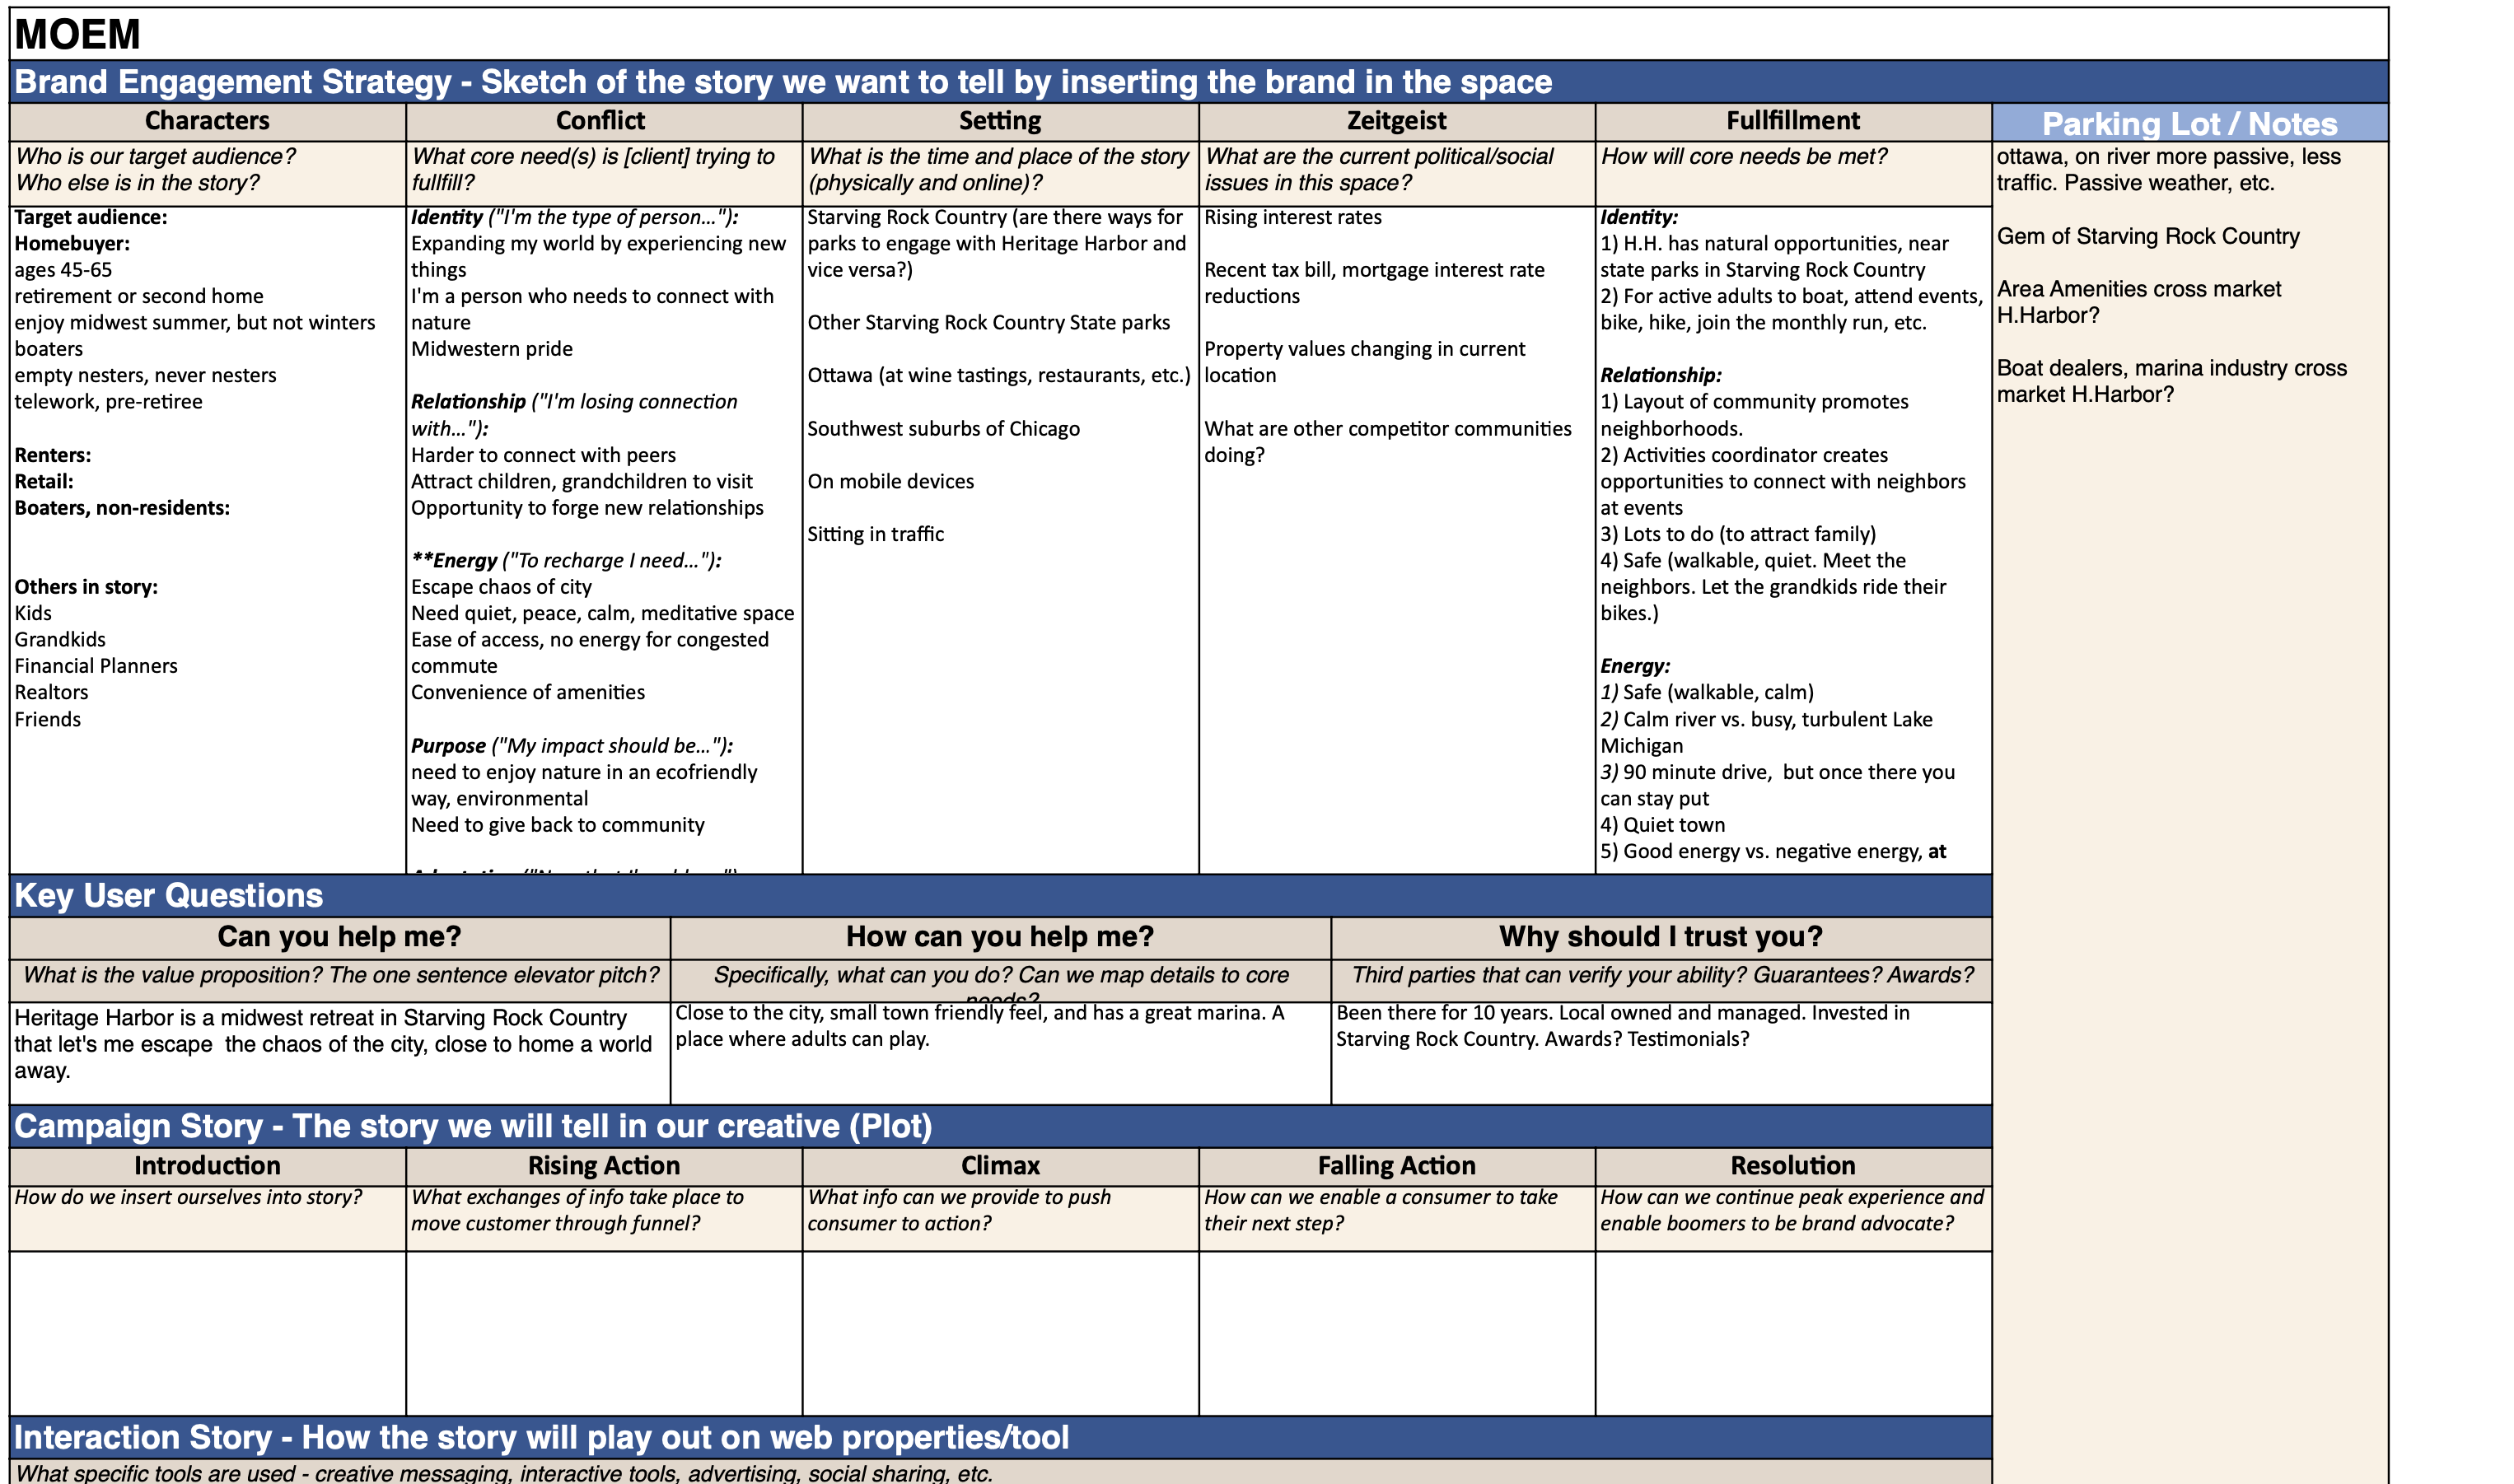 MOEM
Brand Engagement Strategy - Sketch of the story we want to tell by inserting the brand in the space
Characters
Who is our target audience?
Who else is in the story?
Target audience:
Homebuyer:
ages 45-65
retirement or second home
enjoy midwest summer, but not winters
boaters
empty nesters, never nesters
telework, pre-retiree
Renters:
Retail:
Boaters, non-residents:
Others in story:
Kids
Grandkids
Financial Planners
Realtors
Friends
Conflict
What core need(s) is [client] trying to
fullfill?
Identity ("I'm the type of person..."):
Expanding my world by experiencing new
things
I'm a person who needs to connect with
nature
Midwestern pride
Relationship ("I'm losing connection
with..."):
Harder to connect with peers
Attract children, grandchildren to visit
Opportunity to forge new relationships
**Energy ("To recharge I need..."):
Escape chaos of city
Need quiet, peace, calm, meditative space
Ease of access, no energy for congested
commute
Convenience of amenities
Purpose ("My impact should be..."):
need to enjoy nature in an ecofriendly
way, environmental
Need to give back to community
Setting
What is the time and place of the story
(physically and online)?
Starving Rock Country (are there ways for
parks to engage with Heritage Harbor and
vice versa?)
Other Starving Rock Country State parks
Ottawa (at wine tastings, restaurants, etc.)
Southwest suburbs of Chicago
On mobile devices
Sitting in traffic
Zeitgeist
What are the current political/social
issues in this space?
Rising interest rates
Recent tax bill, mortgage interest rate
reductions
Property values changing in current
location
What are other competitor communities
doing?
Fullfillment
How will core needs be met?
Identity:
1) H.H. has natural opportunities, near
state parks in Starving Rock Country
2) For active adults to boat, attend events,
bike, hike, join the monthly run, etc.
Relationship:
1) Layout of community promotes
neighborhoods.
2) Activities coordinator creates
opportunities to connect with neighbors
at events
3) Lots to do (to attract family)
4) Safe (walkable, quiet. Meet the
neighbors. Let the grandkids ride their
bikes.)
Energy:
1) Safe (walkable, calm)
2) Calm river vs. busy, turbulent Lake
Michigan
3) 90 minute drive,  but once there you
can stay put
4) Quiet town
5) Good energy vs. negative energy, at
Parking Lot / Notes
ottawa, on river more passive, less
traffic. Passive weather, etc.
Gem of Starving Rock Country
Area Amenities cross market
H.Harbor?
Boat dealers, marina industry cross
market H.Harbor?
Key User Questions
Can you help me?
What is the value proposition? The one sentence elevator pitch?
Heritage Harbor is a midwest retreat in Starving Rock Country
that let's me escape  the chaos of the city, close to home a world
away.
How can you help me?
Specifically, what can you do? Can we map details to core
needs?
Close to the city, small town friendly feel, and has a great marina. A
place where adults can play.
Why should I trust you?
Third parties that can verify your ability? Guarantees? Awards?
Been there for 10 years. Local owned and managed. Invested in
Starving Rock Country. Awards? Testimonials?
Campaign Story - The story we will tell in our creative (Plot)
Introduction
How do we insert ourselves into story?
Rising Action
What exchanges of info take place to
move customer through funnel?
Climax
What info can we provide to push
consumer to action?
Falling Action
How can we enable a consumer to take
their next step?
Resolution
How can we continue peak experience and
enable boomers to be brand advocate?
Interaction Story - How the story will play out on web properties/tool
What specific tools are used - creative messaging, interactive tools, advertising, social sharing, etc.